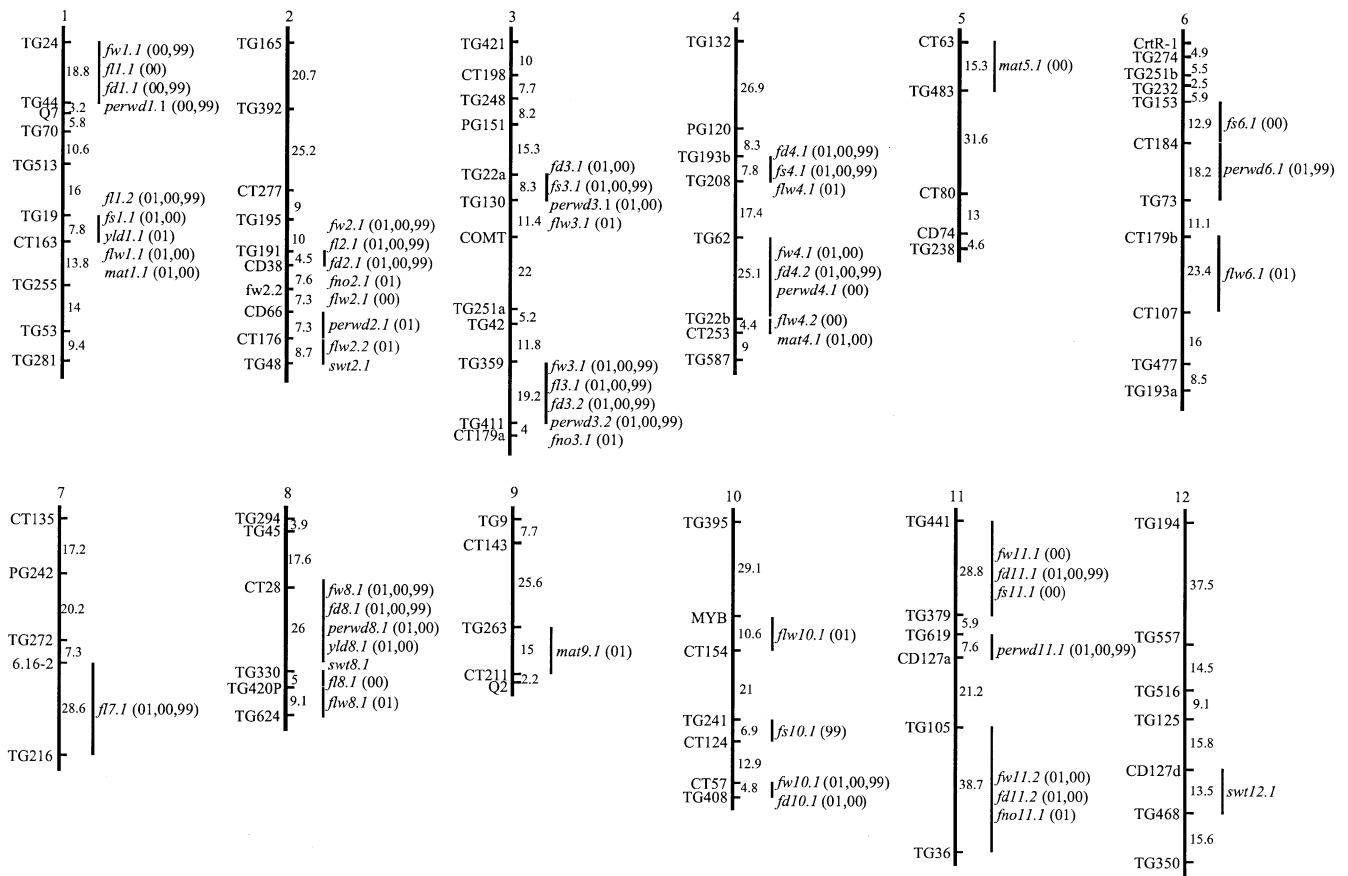 1
TG24
18.8
TG44
3.2
Q7
5.8
TG70
10.6
TG513
16
TG19
7.8
CT163
13.8
TG255
14
TG53
9.4
TG281
fw1.1 (00,99)
fl1.1 (00)
fd1.1 (00,99)
perwd1.1 (00,99)
fl1.2 (01,00,99)
fs1.1 (01,00)
yld1.1 (01)
flw1.1 (01,00)
mat1.1 (01,00)
2
TG165
20.7
TG392
25.2
CT277
9
TG195
10
TG191
4.5
CD38
7.6
fw2.2
7.3
CD66
7.3
CT176
8.7
TG48
fw2.1 (01,00,99)
fl2.1 (01,00,99)
fd2.1 (01,00,99)
fno2.1 (01)
flw2.1 (00)
perwd2.1 (01)
flw2.2 (01)
swt2.1
3
TG421
10
CT198
7.7
TG248
8.2
PG151
15.3
TG22a
8.3
TG130
11.4
COMT
22
TG251a
5.2
TG42
11.8
TG359
19.2
TG411
4
CT179a
fd3.1 (01,00)
fs3.1 (01,00,99)
perwd3.1 (01,00)
flw3.1 (01)
fw3.1 (01,00,99)
fl3.1 (01,00,99)
fd3.2 (01,00,99)
perwd3.2 (01,00,99)
fno3.1 (01)
4
TG132
26.9
PG120
8.3
TG193b
7.8
TG208
17.4
TG62
25.1
TG22b
4.4
CT253
9
TG587
fd4.1 (01,00,99)
fs4.1 (01,00,99)
flw4.1 (01)
fw4.1 (01,00)
fd4.2 (01,00,99)
perwd4.1 (00)
flw4.2 (00)
mat4.1 (01,00)
5
CT63
15.3
TG483
31.6
CT80
13
CD74
4.6
TG238
mat5.1 (00)
6
CrtR-1
4.9
TG274
5.5
TG251b
2.5
TG232
5.9
TG153
12.9
CT184
18.2
TG73
11.1
CT179b
23.4
CT107
16
TG477
8.5
TG193a
fs6.1 (00)
perwd6.1 (01,99)
flw6.1 (01)
7
CT135
17.2
PG242
20.2
TG272
7.3
6.16-2
28.6
TG216
fl7.1 (01,00,99)
8
TG294
3.9
TG45
17.6
CT28
26
TG330
5
TG420P
9.1
TG624
fw8.1 (01,00,99)
fd8.1 (01,00,99)
perwd8.1 (01,00)
yld8.1 (01,00)
swt8.1
fl8.1 (00)
flw8.1 (01)
9
TG9
7.7
CT143
25.6
TG263
15
CT211
2.2
Q2
mat9.1 (01)
10
TG395
29.1
MYB
10.6
CT154
21
TG241
6.9
CT124
12.9
CT57
4.8
TG408
flw10.1 (01)
fs10.1 (99)
fw10.1 (01,00,99)
fd10.1 (01,00)
11
TG441
28.8
TG379
5.9
TG619
7.6
CD127a
21.2
TG105
38.7
TG36
fw11.1 (00)
fd11.1 (01,00,99)
fs11.1 (00)
perwd11.1 (01,00,99)
fw11.2 (01,00)
fd11.2 (01,00)
fno11.1 (01)
12
TG194
37.5
TG557
14.5
TG516
9.1
TG125
15.8
CD127d
13.5
TG468
15.6
TG350
swt12.1